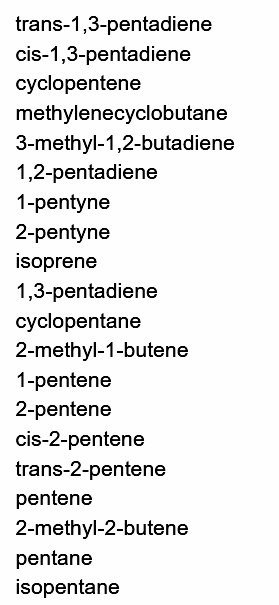 trans-1,3-pentadiene
cis-1,3-pentadiene
cyclopentene
methylenecyclobutane
3-methyl-1,2-butadiene
1,2-pentadiene
1-pentyne
2-pentyne
isoprene
1,3-pentadiene
cyclopentane
2-methyl-1-butene
1-pentene
2-pentene
cis-2-pentene
trans-2-pentene
pentene
2-methyl-2-butene
pentane
isopentane